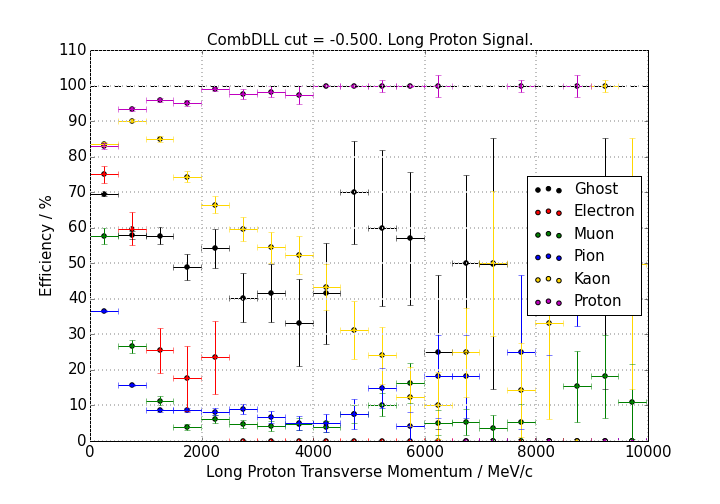 CombDLL cut = -0.500. Long Proton Signal.
110
100
90
80
70
60
50
40
30
20
10
0
Efficiency / %
Ghost
Electron
Muon
Pion
Kaon
Proton
0 2000 4000 6000 8000 10000
Long Proton Transverse Momentum / MeV/c